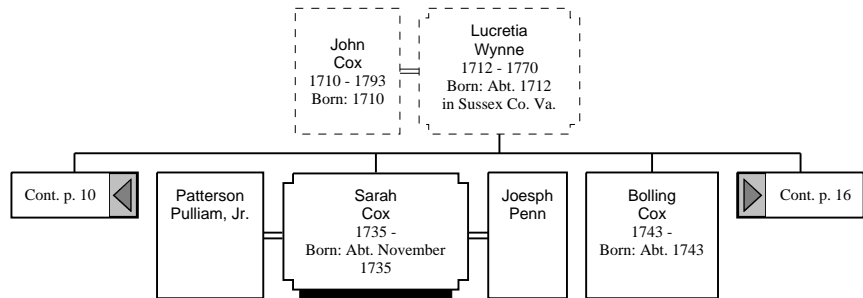 John
Cox
1710 - 1793
Born: 1710
Lucretia
Wynne
1712 - 1770
Born: Abt. 1712
in Sussex Co. Va.
Cont. p. 10
Patterson
Pulliam, Jr.
Sarah
Cox
1735 -
Born: Abt. November
1735
Joesph
Penn
Bolling
Cox
1743 -
Born: Abt. 1743
Cont. p. 16